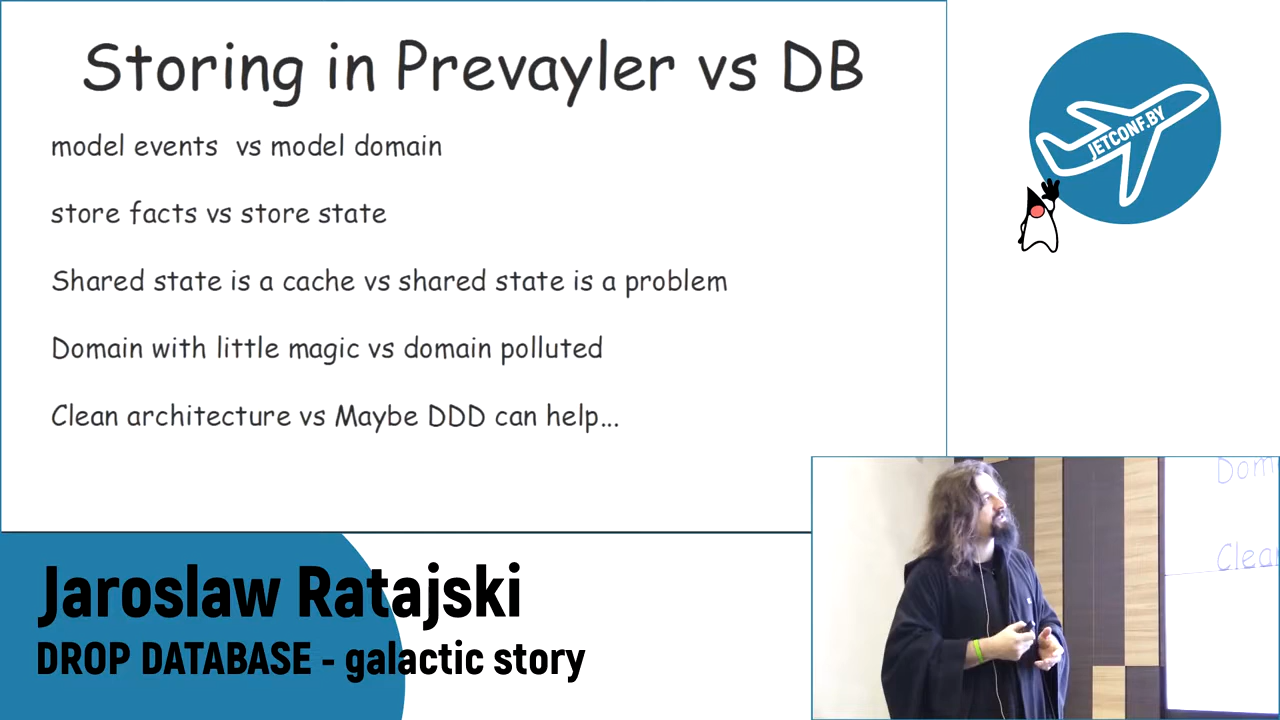 Storing in Prevayler vs DB
model events vs model domain
store facts vs store state
Shared state is a cache vs shared state is a problem
Domain with little magic vs domain polluted
Clean architecture vs Maybe DDD can help...
JETCONF.BY
Jaroslaw Ratajski
DROP DATABASE - galactic story
Dom
Clea